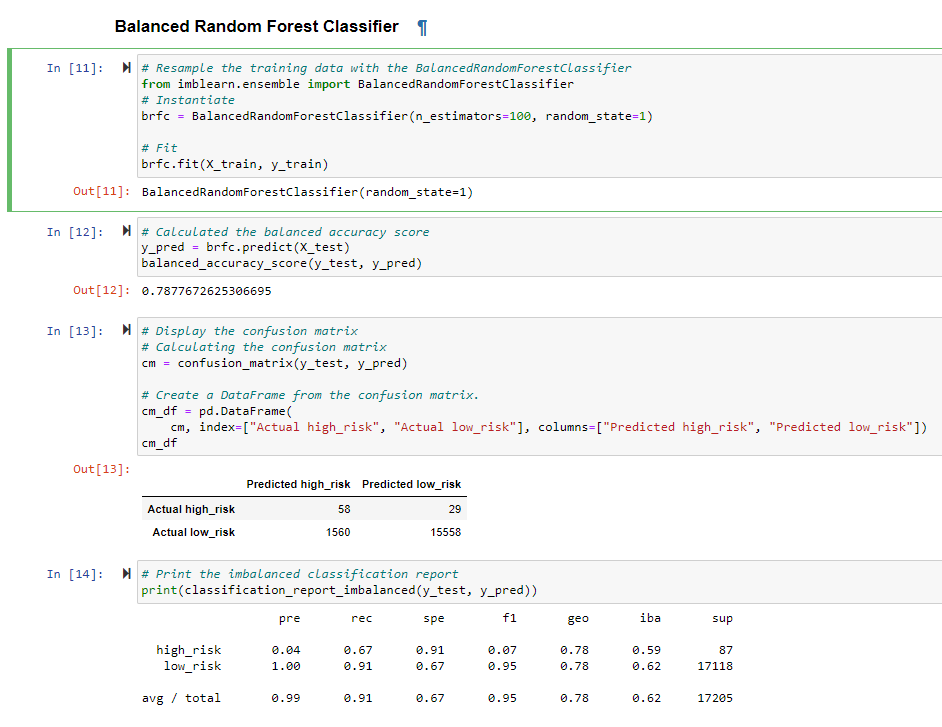 Balanced Random Forest Classifier ¶
In [11]:
# Resample the training data with the BalancedRandomForestClassifier
from imblearn.ensemble import BalancedRandomForestClassifier
# Instantiate
brfc = BalancedRandomForestClassifier(n_estimators=100, random_state=1)
# Fit
brfc.fit(X_train, y_train)
Out[11]: BalancedRandomForestClassifier(random_state=1)
In [12]:
# Calculated the balanced accuracy score
y_pred = brfc.predict(X_test)
balanced_accuracy_score(y_test, y_pred)
Out[12]: 0.7877672625306695
In [13]:
# Display the confusion matrix
# Calculating the confusion matrix
cm = confusion_matrix(y_test, y_pred)
# Create a DataFrame from the confusion matrix.
cm_df = pd.DataFrame(
cm, index=["Actual high_risk", "Actual low_risk"], columns=["Predicted high_risk", "Predicted low_risk"])
cm_df
Out[13]:
Predicted high_risk Predicted low_risk
Actual high_risk 58 29
Actual low_risk 1560 15558
In [14]:
# Print the imbalanced classification report
print(classification_report_imbalanced(y_test, y_pred))
pre rec spe f1 geo iba sup
high_risk 0.04 0.67 0.91 0.07 0.78 0.59 87
low_risk 1.00 0.91 0.67 0.95 0.78 0.62 17118
avg / total 0.99 0.91 0.67 0.95 0.78 0.62 17205